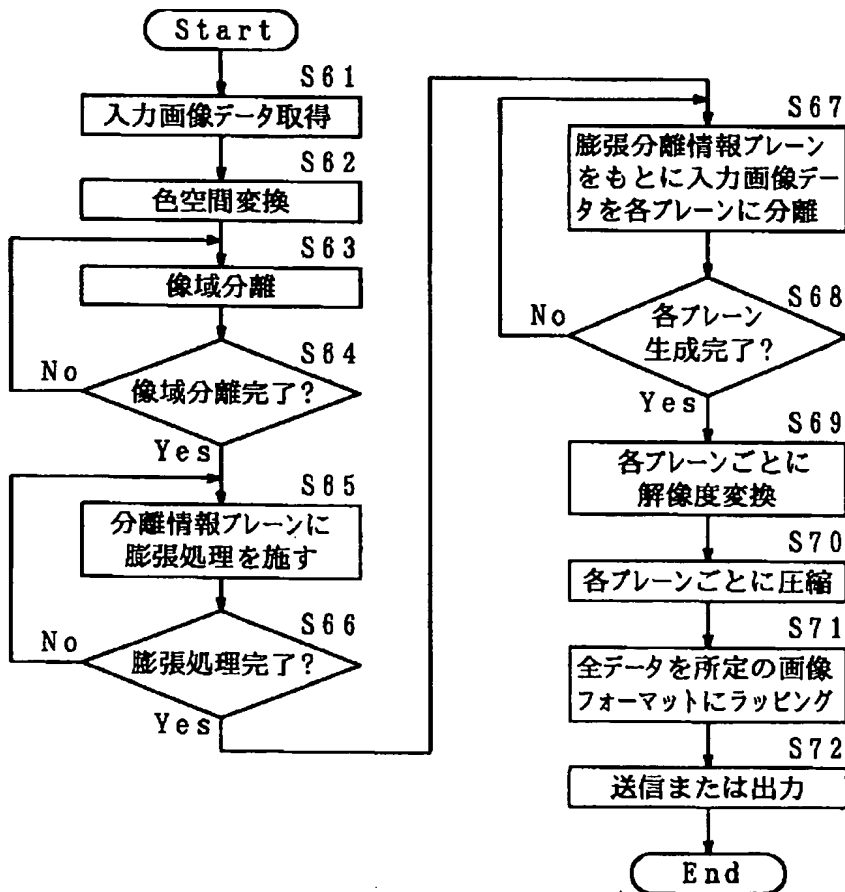 Start
S61
入力画像データ取得
S62
色空間変換
S63
像域分離
S64
像域分離完了?
No
Yes
S65
分離情報プレーンに
膨張処理を施す
S66
膨張処理完了?
No
Yes
S67
膨張分離情報プレーン
をもとに入力画像デー
タを各プレーンに分離
S68
各プレーン
生成完了?
No
Yes
S69
各プレーンごとに
解像度変換
S70
各プレーンごとに圧縮
S71
全データを所定の画像
フォーマットにラッピング
S72
送信または出力
End